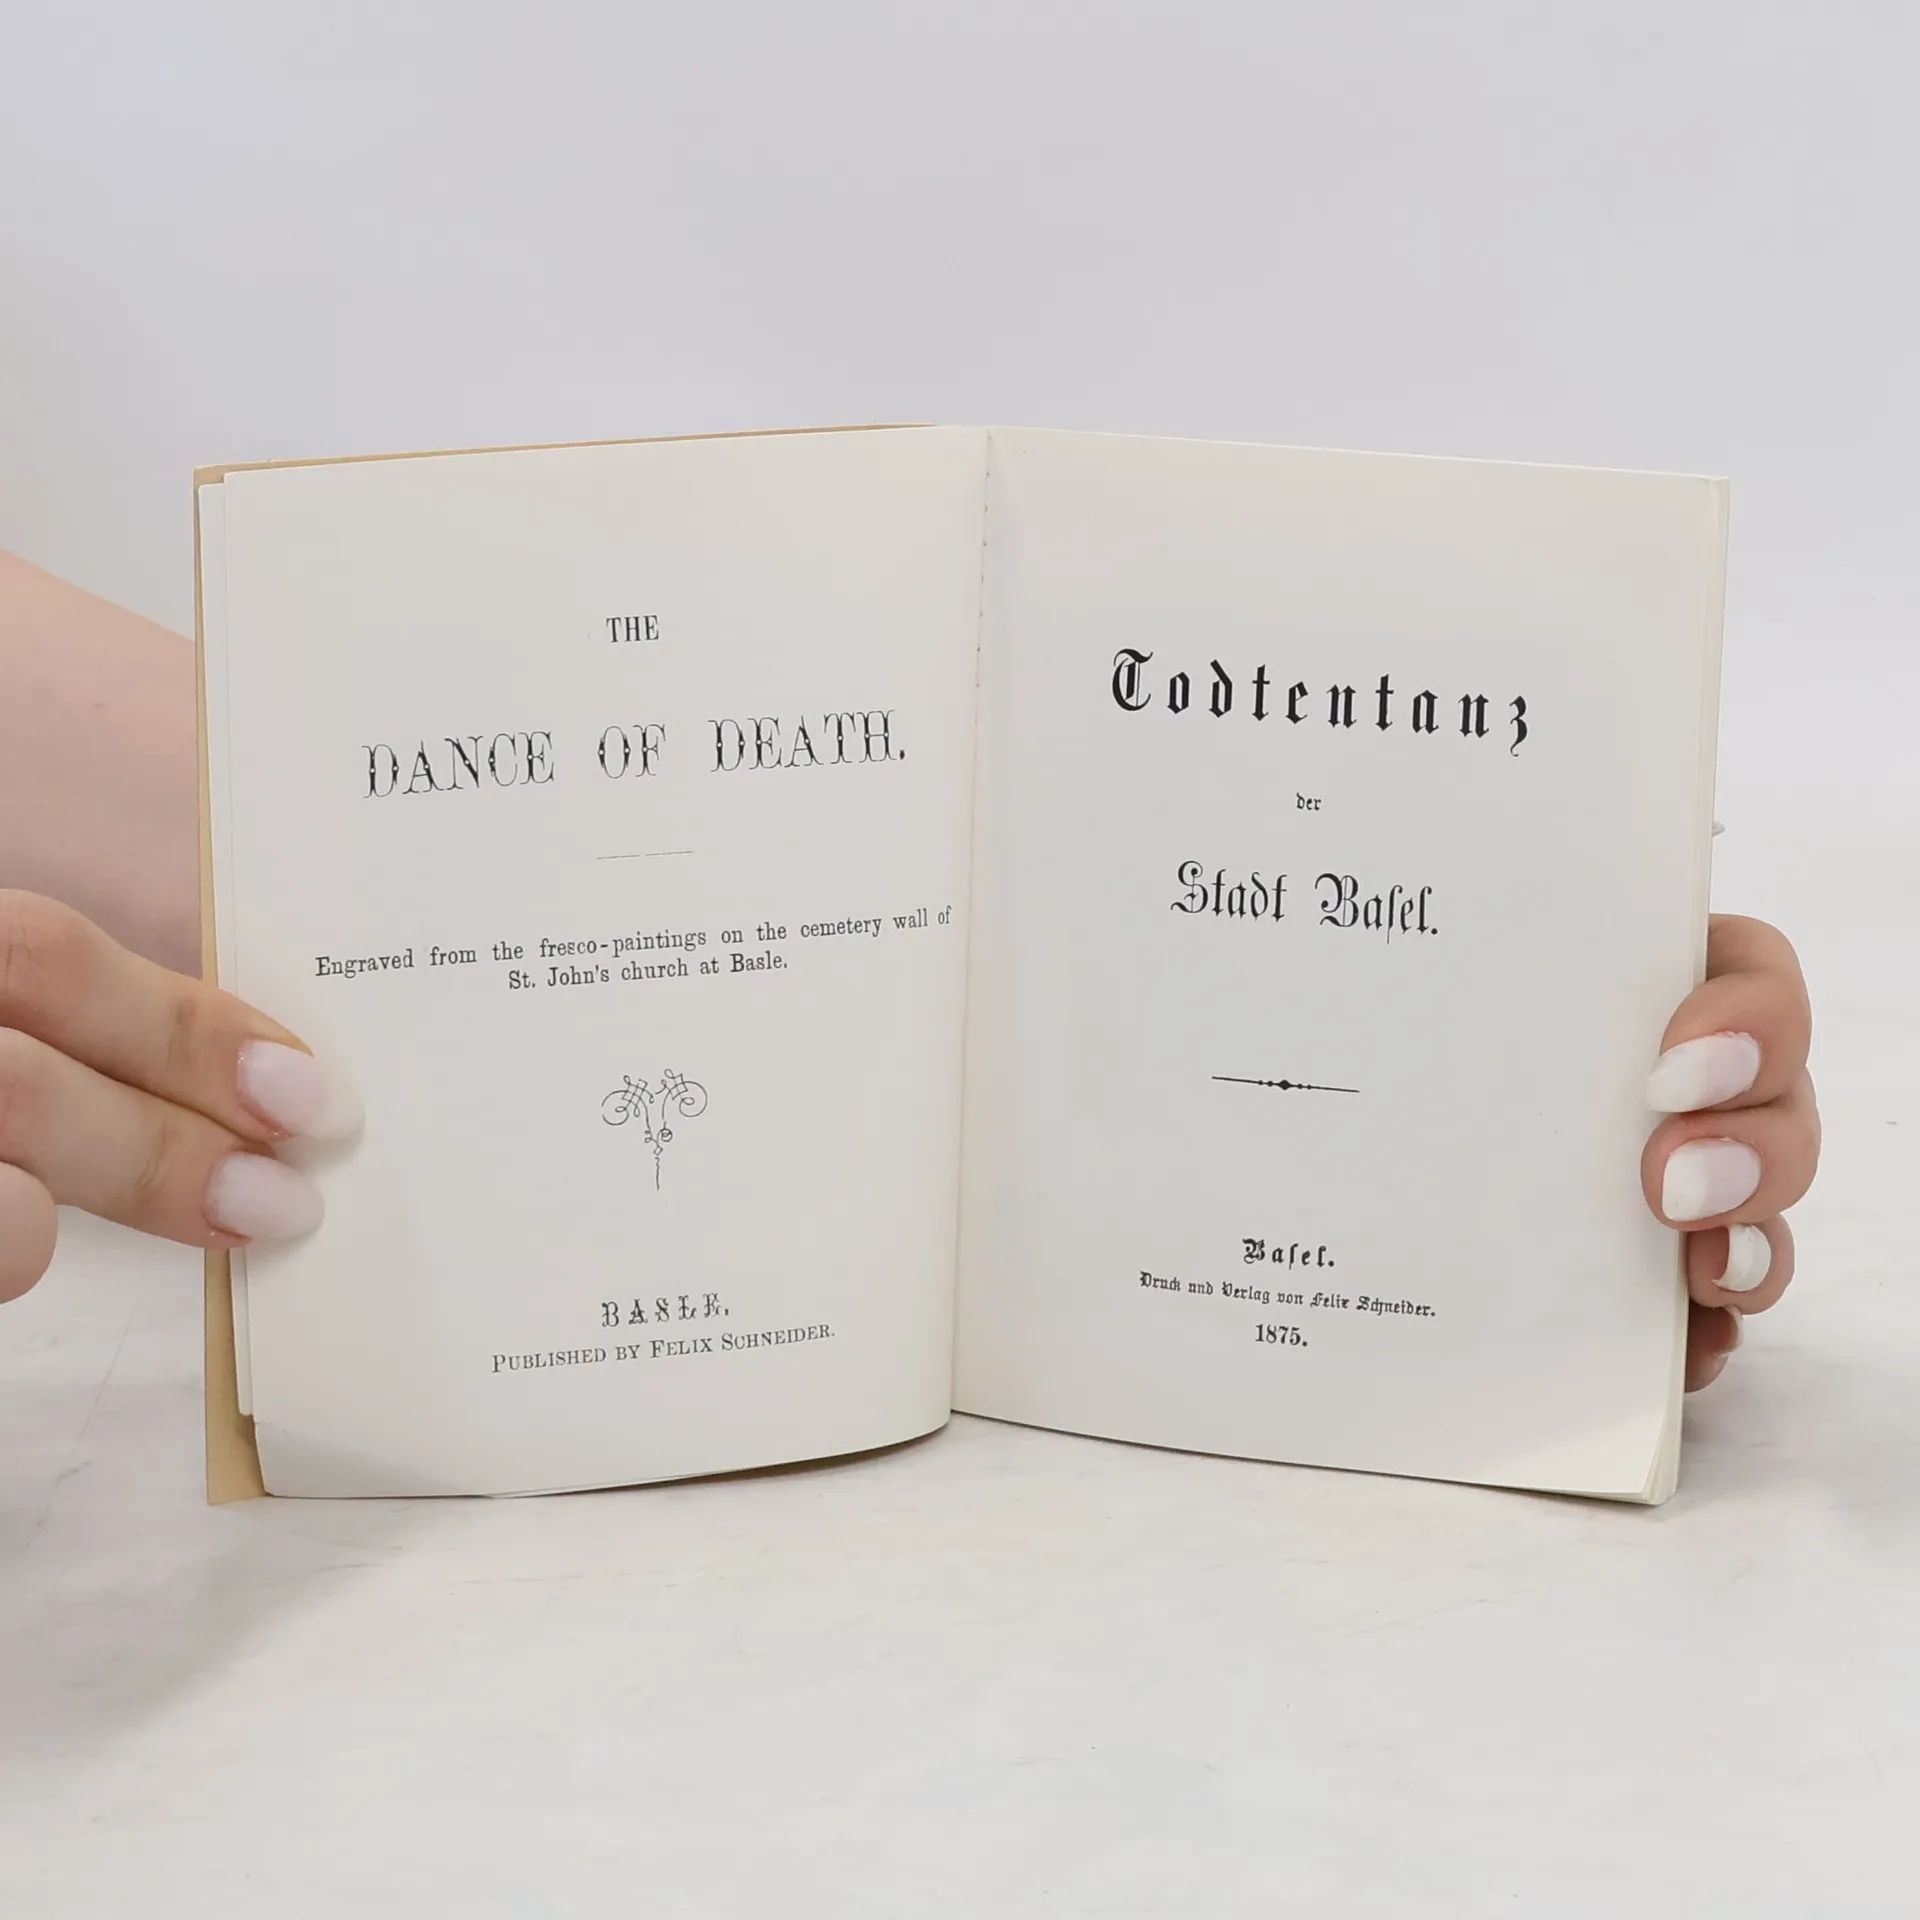 THE
DANCE OF DEATH.
Engraved from the fresco-paintings on the cemetery wall of
St. John's church at Basle.
BASLE.
PUBLISHED BY FELIX SCHNEIDER.
Todtentanz
der
Stadt Basel.
Basel.
Druck und Verlag von Felix Schneider.
1875.